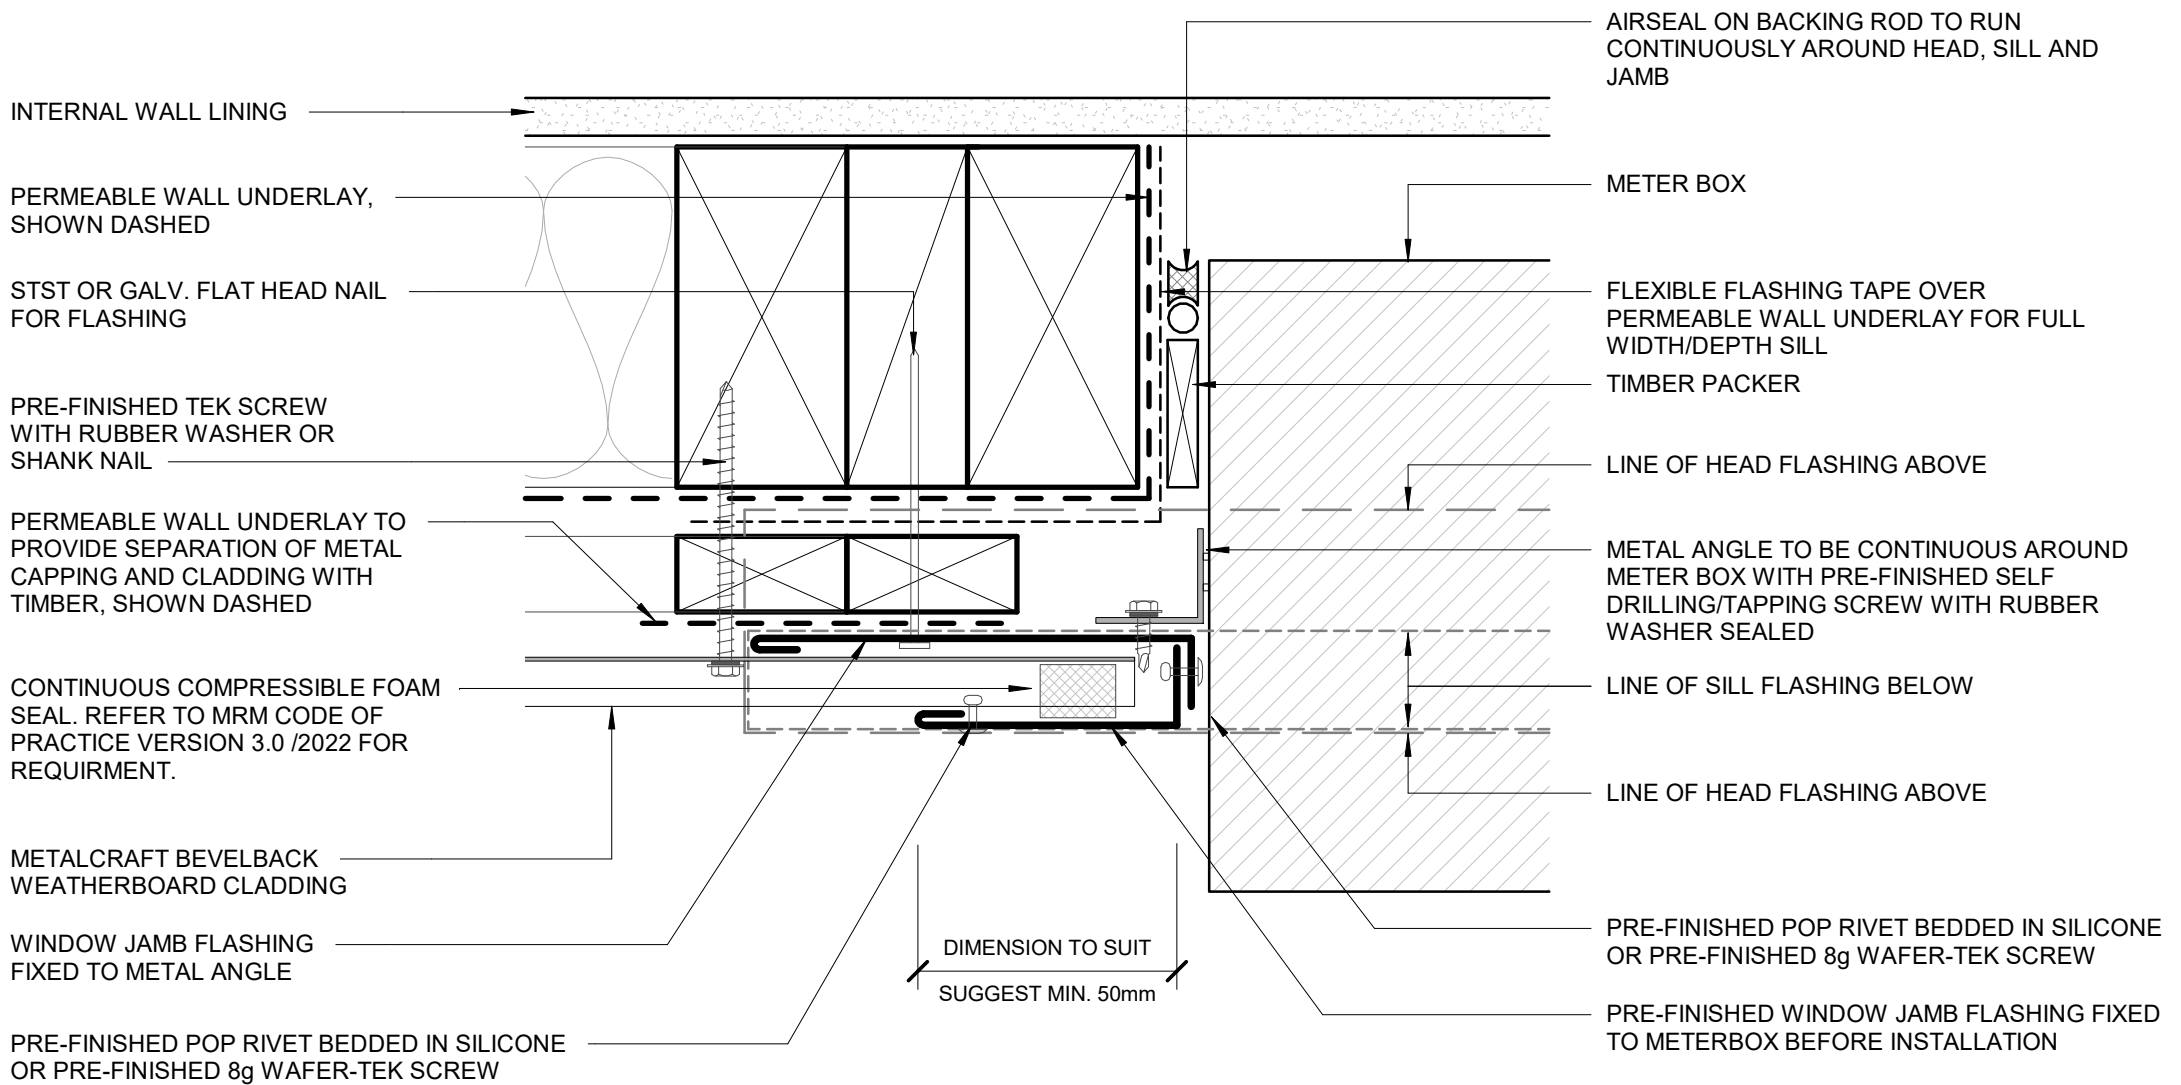 AIRSEAL ON BACKING ROD TO RUN
CONTINUOUSLY AROUND HEAD, SILL AND
JAMB
INTERNAL WALL LINING
PERMEABLE WALL UNDERLAY,
SHOWN DASHED
METER BOX
STST OR GALV. FLAT HEAD NAIL
FOR FLASHING
FLEXIBLE FLASHING TAPE OVER
PERMEABLE WALL UNDERLAY FOR FULL
WIDTH/DEPTH SILL
TIMBER PACKER
PRE-FINISHED TEK SCREW
WITH RUBBER WASHER OR
SHANK NAIL
LINE OF HEAD FLASHING ABOVE
PERMEABLE WALL UNDERLAY TO
PROVIDE SEPARATION OF METAL
CAPPING AND CLADDING WITH
TIMBER, SHOWN DASHED
METAL ANGLE TO BE CONTINUOUS AROUND
METER BOX WITH PRE-FINISHED SELF
DRILLING/TAPPING SCREW WITH RUBBER
WASHER SEALED
CONTINUOUS COMPRESSIBLE FOAM
SEAL. REFER TO MRM CODE OF
PRACTICE VERSION 3.0 /2022 FOR
REQUIRMENT.
LINE OF SILL FLASHING BELOW
LINE OF HEAD FLASHING ABOVE
METALCRAFT BEVELBACK
WEATHERBOARD CLADDING
WINDOW JAMB FLASHING
FIXED TO METAL ANGLE
DIMENSION TO SUIT
SUGGEST MIN. 50mm
PRE-FINISHED POP RIVET BEDDED IN SILICONE
OR PRE-FINISHED 8g WAFER-TEK SCREW
PRE-FINISHED WINDOW JAMB FLASHING FIXED
TO METERBOX BEFORE INSTALLATION
PRE-FINISHED POP RIVET BEDDED IN SILICONE
OR PRE-FINISHED 8g WAFER-TEK SCREW